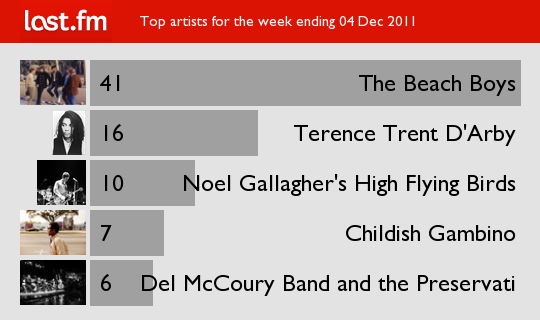 last.fm Top artists for the week ending 04 Dec 2011
41 The Beach Boys
16 Terence Trent D'Arby
10 Noel Gallagher's High Flying Birds
7 Childish Gambino
6 Del McCoury Band and the Preservati